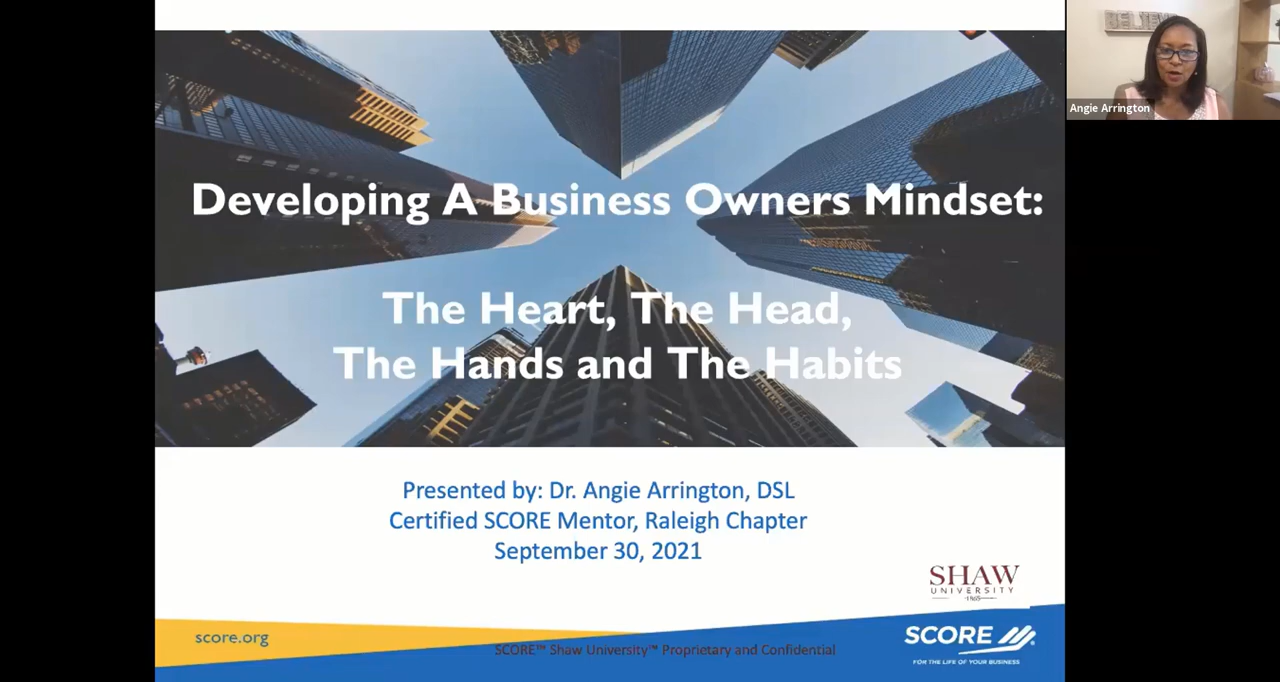 Developing A Business Owners Mindset:
The Heart, The Head,
The Hands and The Habits
Presented by: Dr. Angie Arrington, DSL
Certified SCORE Mentor, Raleigh Chapter
September 30, 2021
SHAW
UNIVERSITY
score.org
SCORE™ Shaw University™ Proprietary and Confidential
SCORE
FOR THE LIFE OF YOUR BUSINESS
Angie Arrington